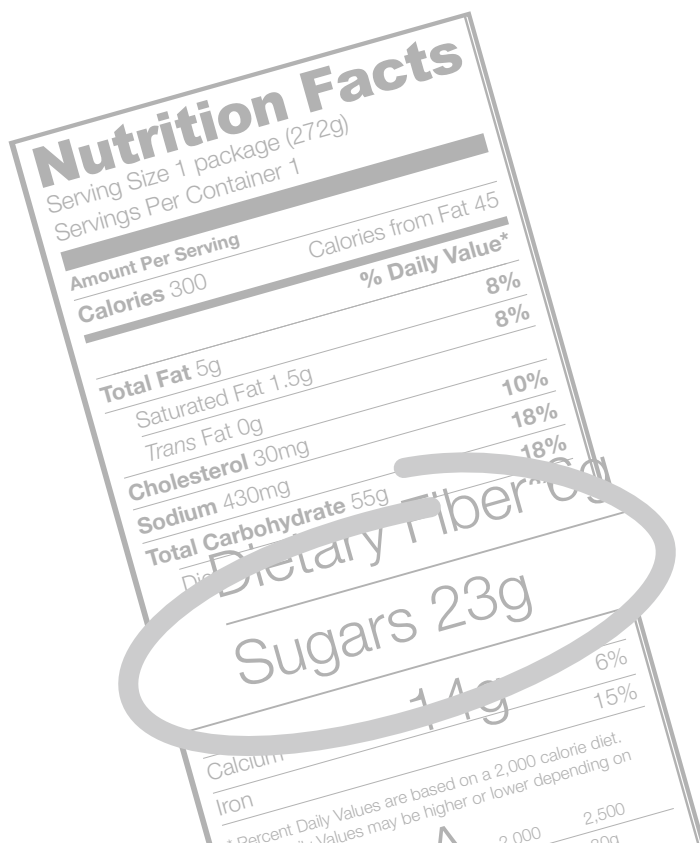 Nutrition Facts
Serving Size 1 package (272g)
Servings Per Container 1
Amount Per Serving
Calories 300 Calories from Fat 45
% Daily Value*
Total Fat 5g 8%
Saturated Fat 1.5g 8%
Trans Fat 0g
Cholesterol 30mg 10%
Sodium 430mg 18%
Total Carbohydrate 55g 18%
Dietary Fiber 6g
Sugars 23g
14g
6%
Calcium 15%
Iron
* Percent Daily Values are based on a 2,000 calorie diet.
Values may be higher or lower depending on
2,000 2,500